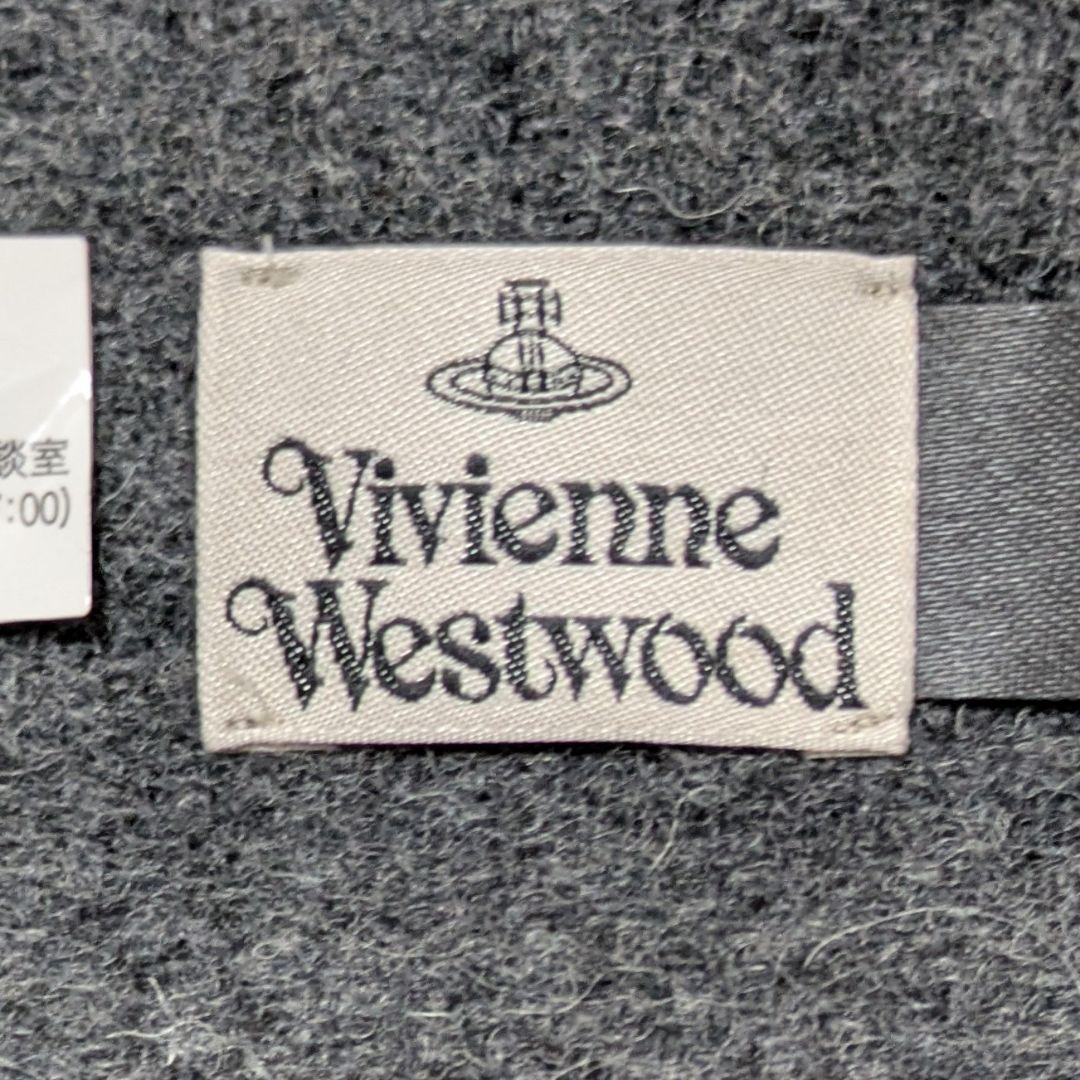 談室
:00)
Vivienne
Westwood